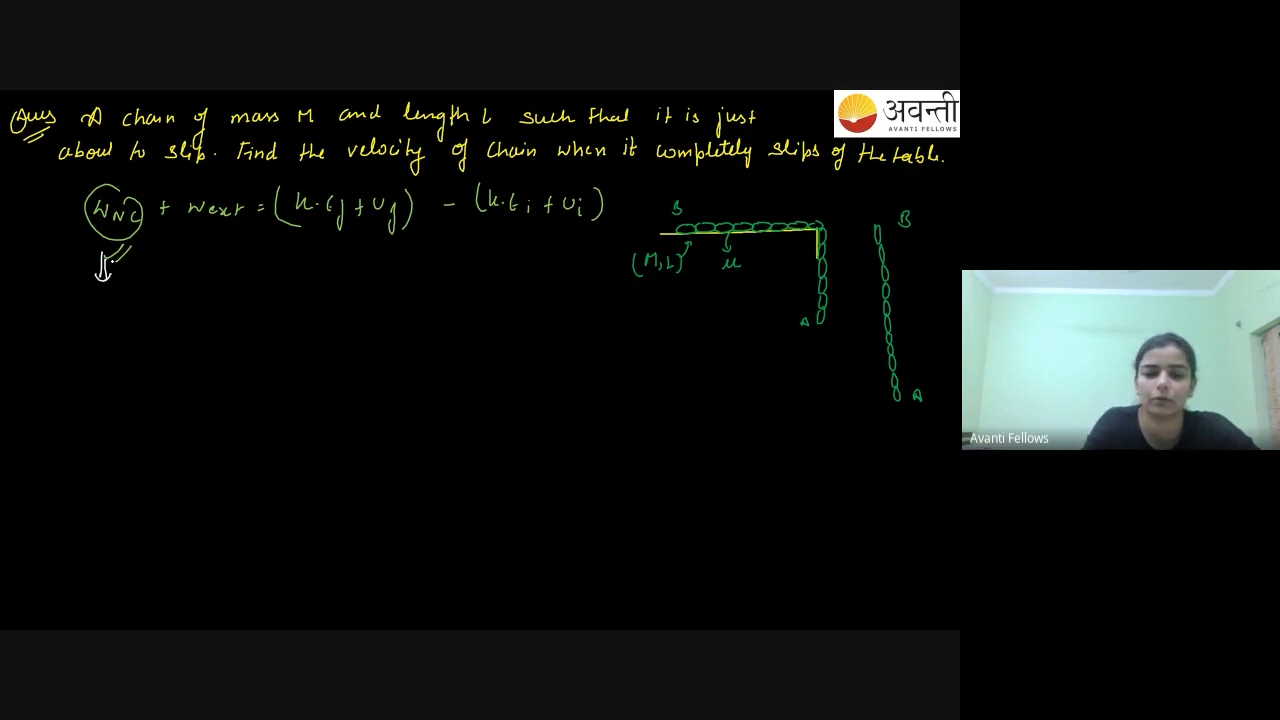 Ques A chain of mass M and length L such that it is just
about to slip. Find the velocity of chain when it completely slips of the table.
अवन्ती
AVANTI FELLOWS
WNC + Wext = (K.Ef + Uf) - (K.Ei + Ui)
B
(M,L)
μ
A
B
A
Avanti Fellows